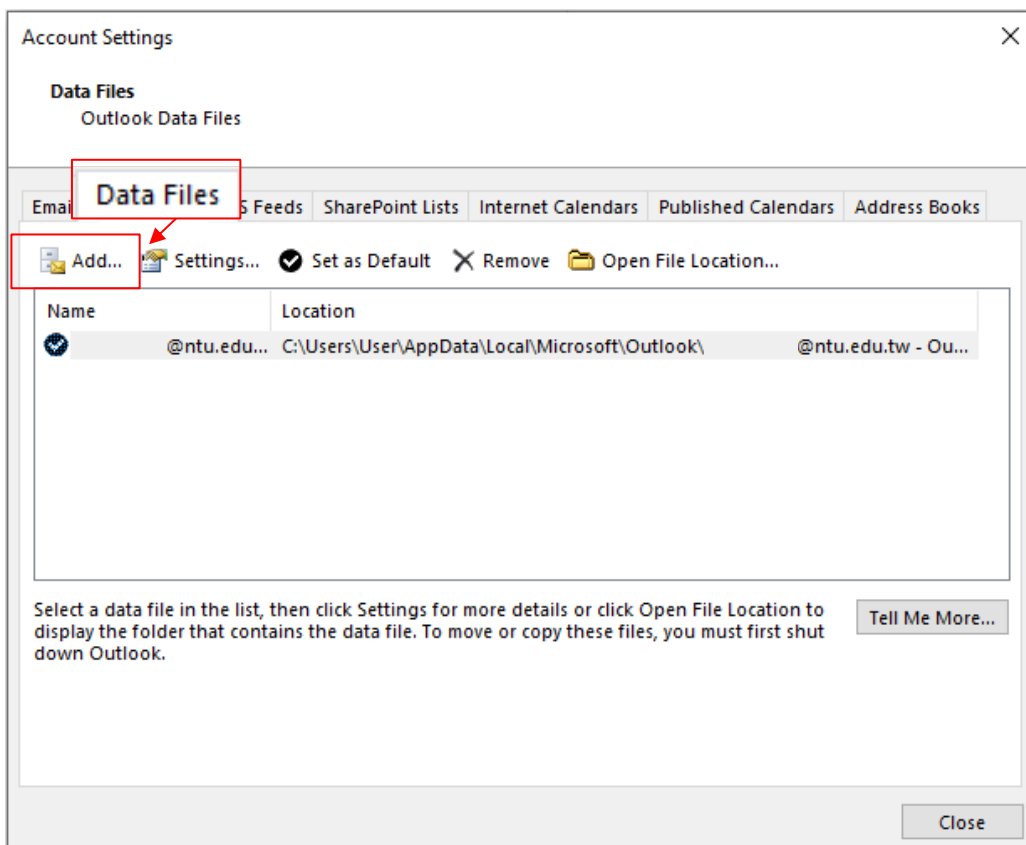 Account Settings
Data Files
Outlook Data Files
Data Files
Emai S Feeds SharePoint Lists Internet Calendars Published Calendars Address Books
Add... Settings... Set as Default Remove Open File Location...
Name Location
@ntu.edu... C:\Users\User\AppData\Local\Microsoft\Outlook\ @ntu.edu.tw - Ou...
Select a data file in the list, then click Settings for more details or click Open File Location to
display the folder that contains the data file. To move or copy these files, you must first shut
down Outlook.
Tell Me More...
Close